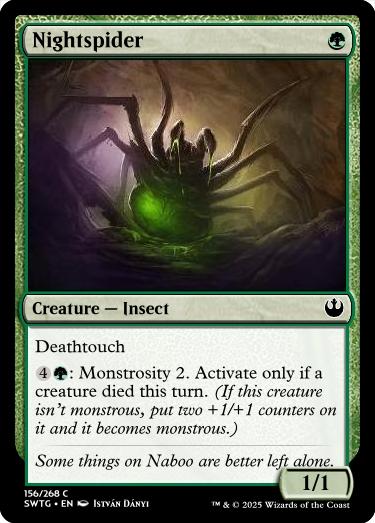 Nightspider
Creature — Insect
Deathtouch
4: Monstrosity 2. Activate only if a
creature died this turn. (If this creature
isn't monstrous, put two +1/+1 counters on
it and it becomes monstrous.)
Some things on Naboo are better left alone.
1/1
156/268 C
SWTG • EN István Dányi
™ & © 2025 Wizards of the Coast